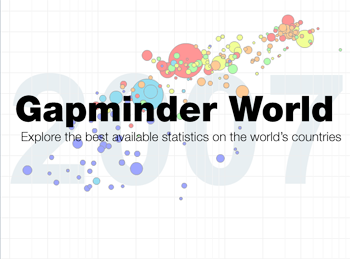 2007
Gapminder World
Explore the best available statistics on the world's countries